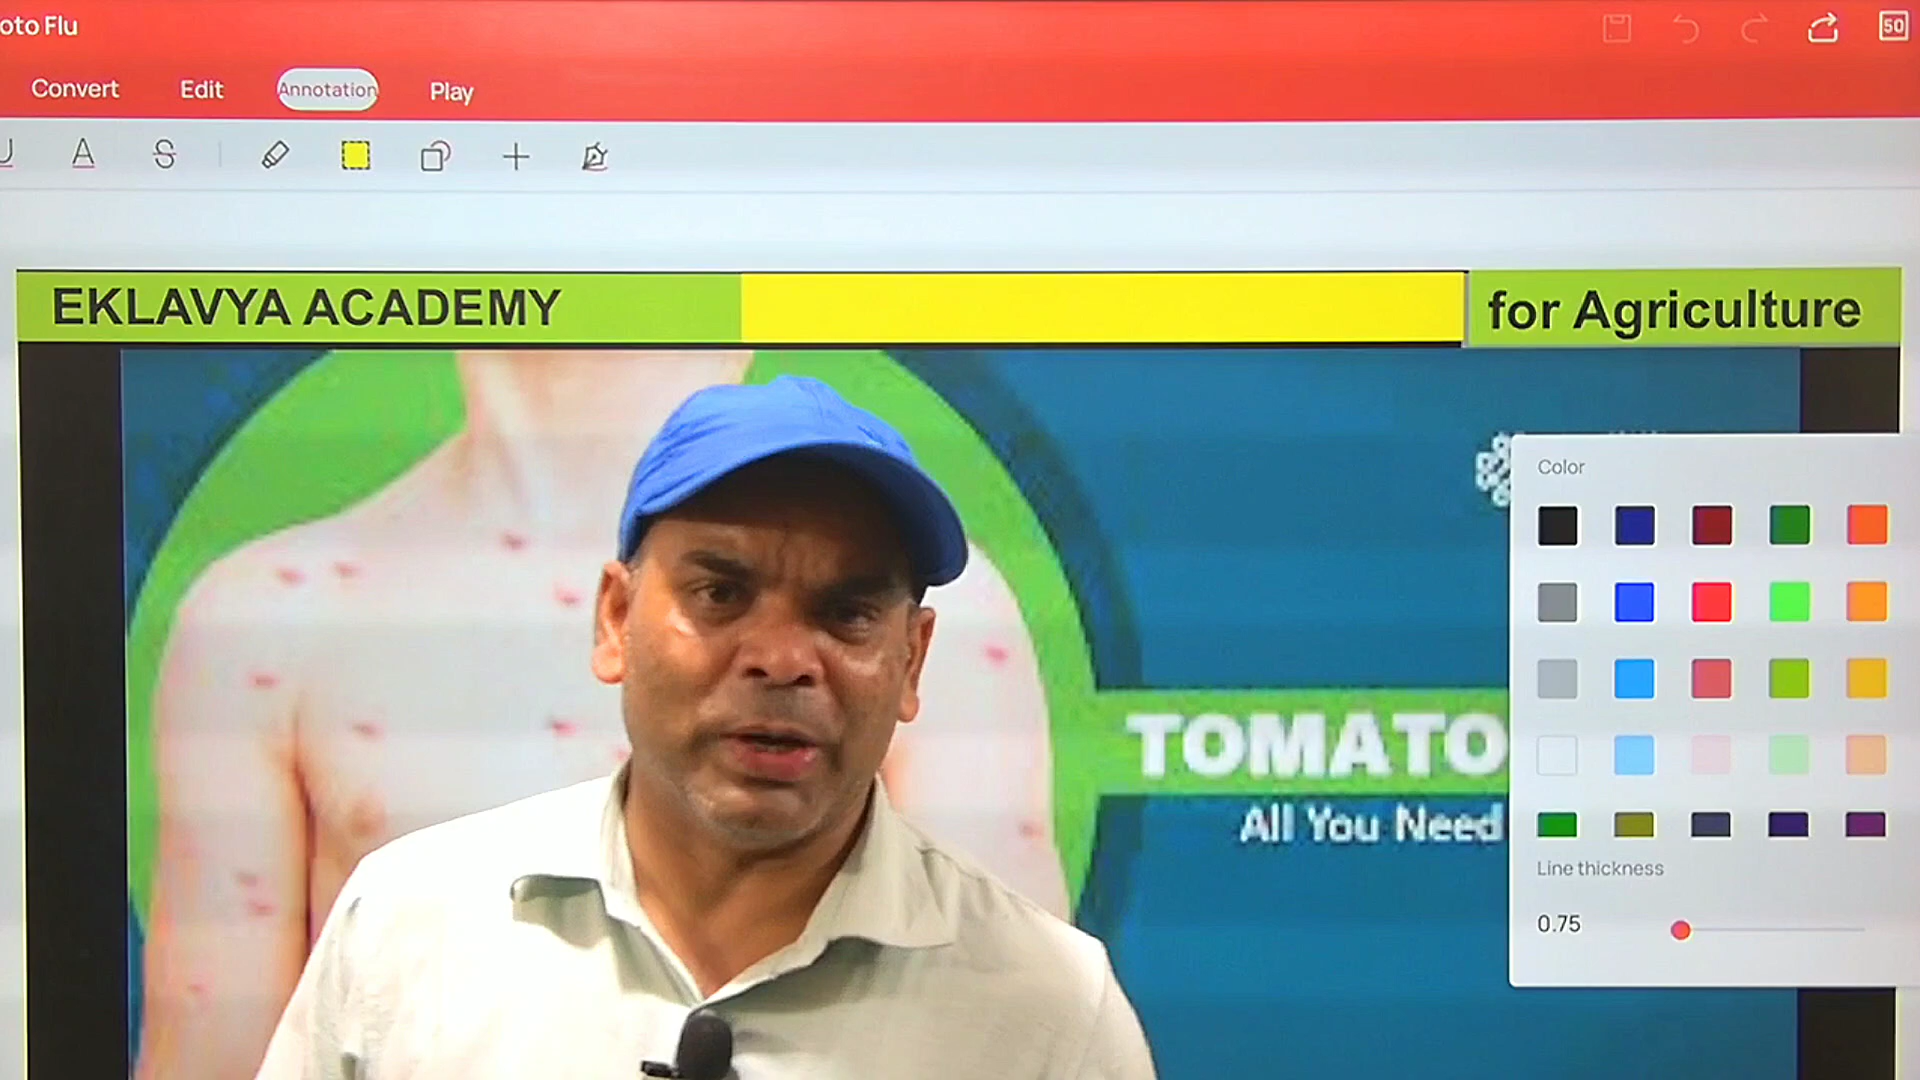 oto Flu
50
Convert Edit Annotation Play
U A S
EKLAVYA ACADEMY for Agriculture
Color
TOMATO
All You Need
Line thickness
0.75